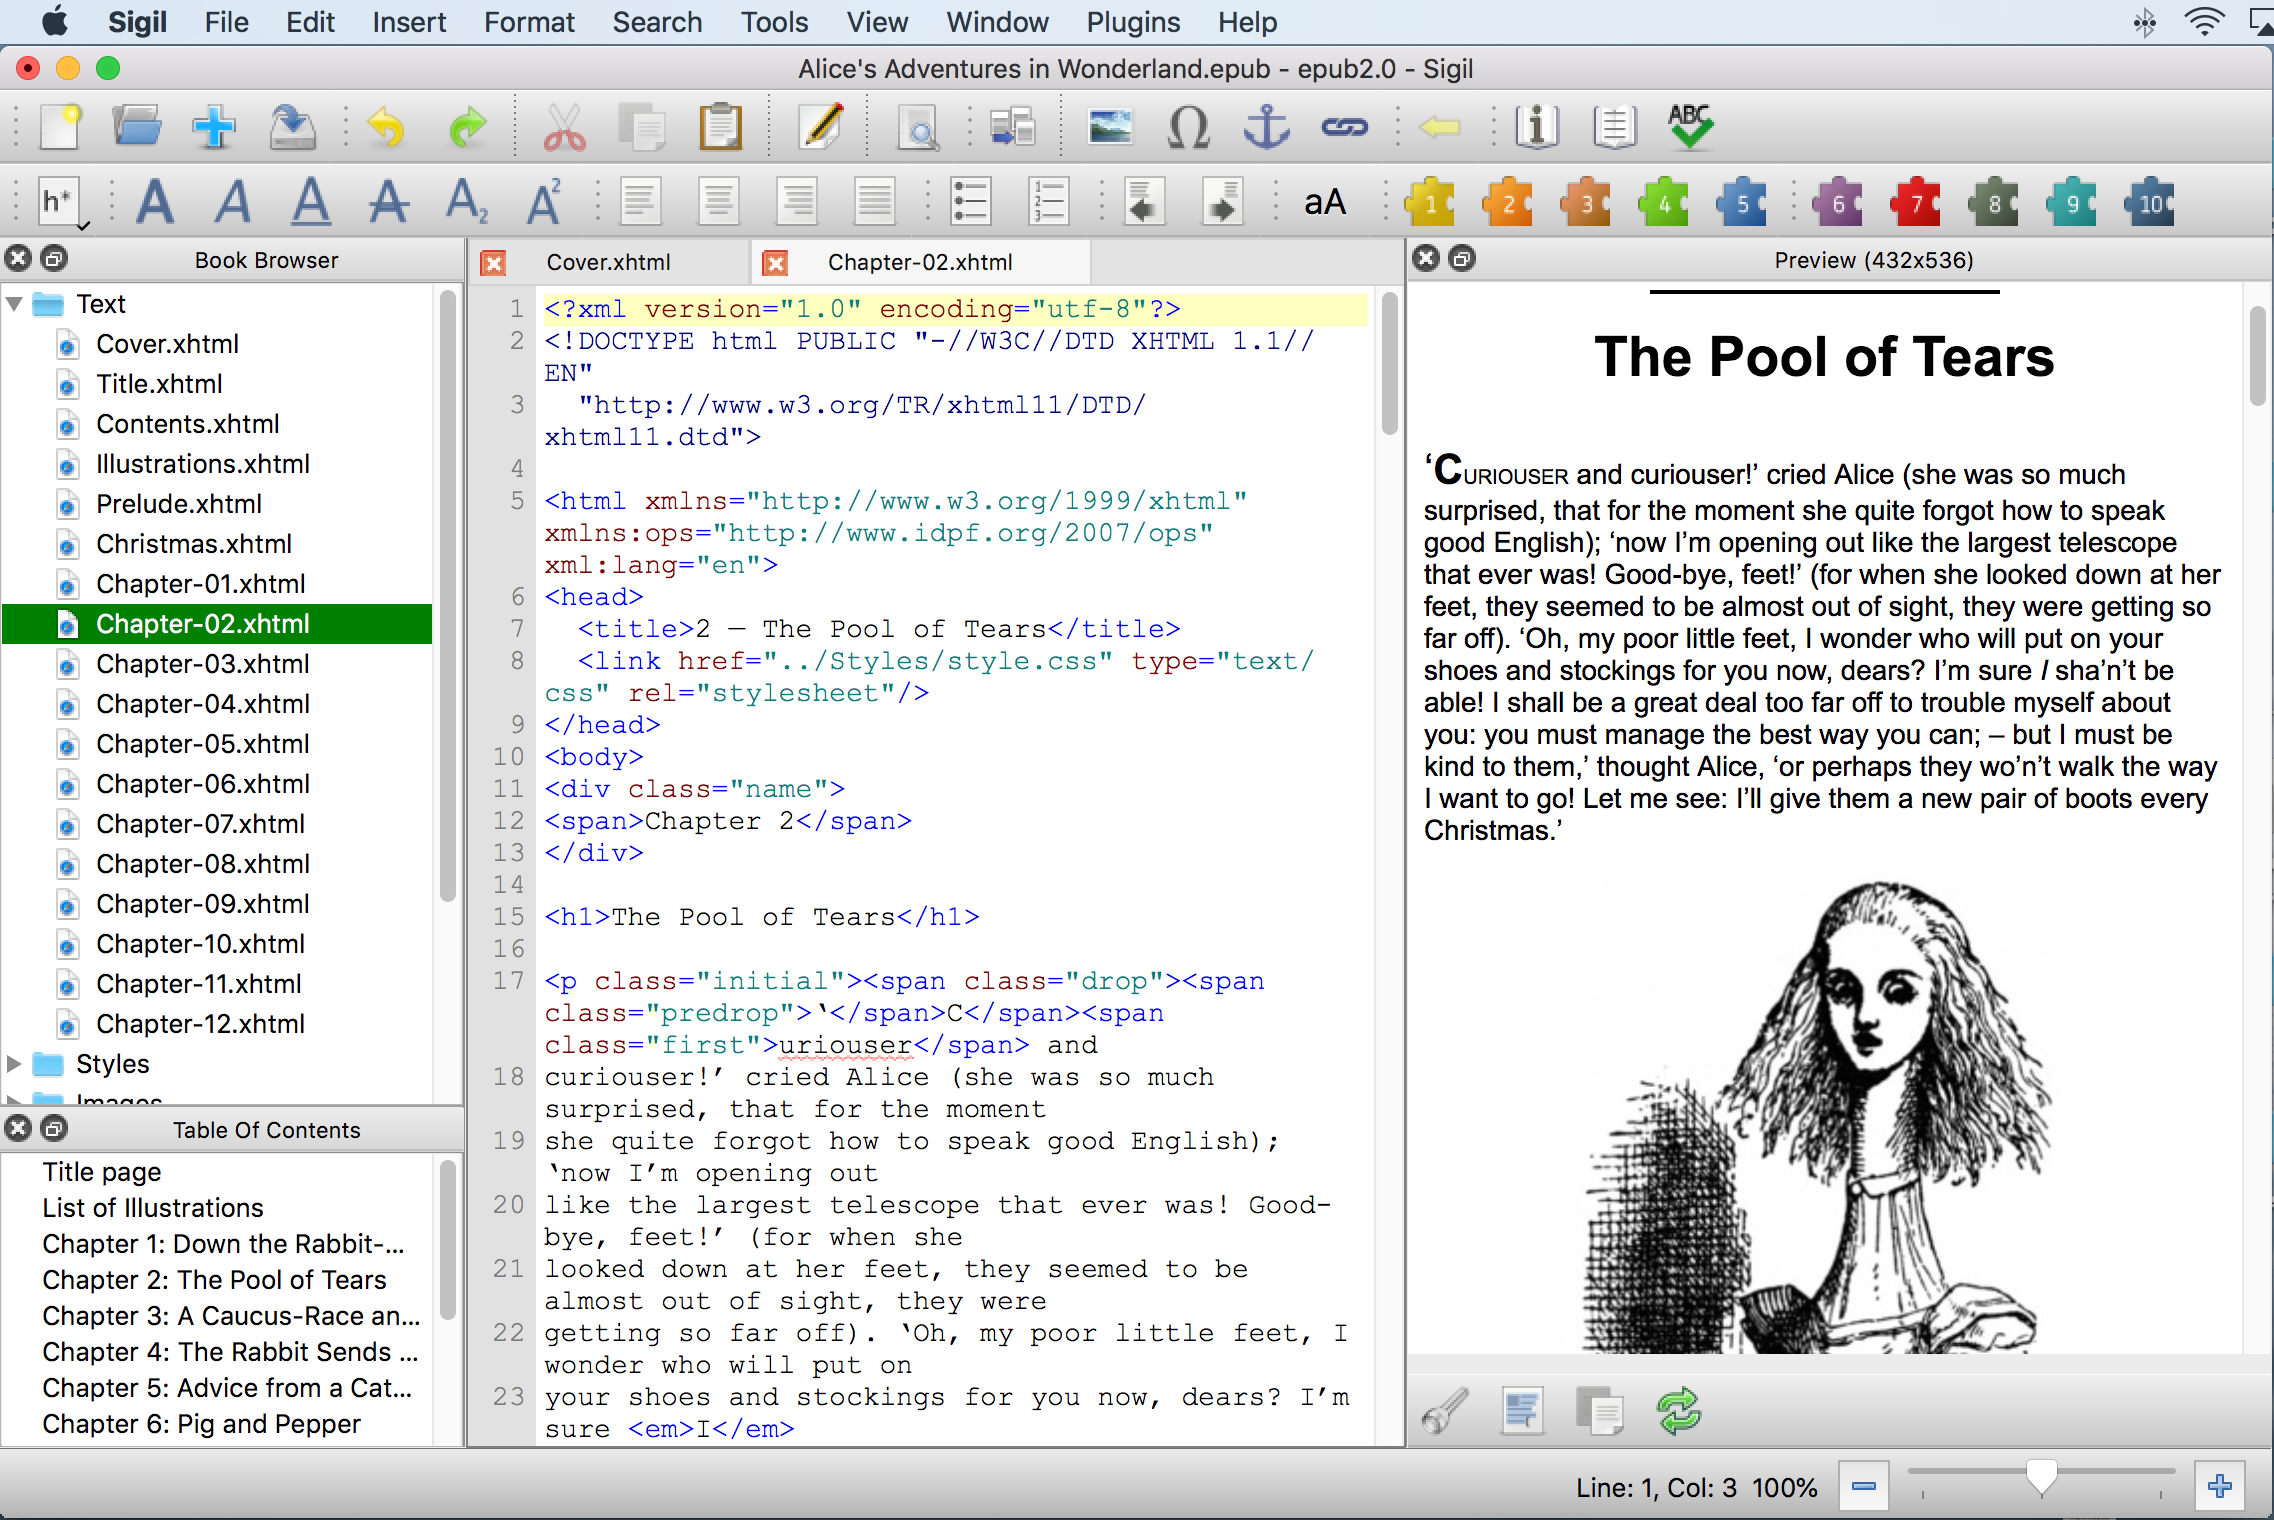 Sigil File Edit Insert Format Search Tools View Window Plugins Help
Alice's Adventures in Wonderland.epub - epub2.0 - Sigil
ABC
h* A A A A A2 A2 1 2 3 aA 1 2 3 4 5 6 7 8 9 10
Book Browser
Text
Cover.xhtml
Title.xhtml
Contents.xhtml
Illustrations.xhtml
Prelude.xhtml
Christmas.xhtml
Chapter-01.xhtml
Chapter-02.xhtml
Chapter-03.xhtml
Chapter-04.xhtml
Chapter-05.xhtml
Chapter-06.xhtml
Chapter-07.xhtml
Chapter-08.xhtml
Chapter-09.xhtml
Chapter-10.xhtml
Chapter-11.xhtml
Chapter-12.xhtml
Styles
Images
Table Of Contents
Title page
List of Illustrations
Chapter 1: Down the Rabbit-...
Chapter 2: The Pool of Tears
Chapter 3: A Caucus-Race an...
Chapter 4: The Rabbit Sends ...
Chapter 5: Advice from a Cat...
Chapter 6: Pig and Pepper
Cover.xhtml Chapter-02.xhtml
1 <?xml version="1.0" encoding="utf-8"?>
2 <!DOCTYPE html PUBLIC "-//W3C//DTD XHTML 1.1//
EN"
3 "http://www.w3.org/TR/xhtml11/DTD/
xhtml11.dtd">
4
5 <html xmlns="http://www.w3.org/1999/xhtml"
xmlns:ops="http://www.idpf.org/2007/ops"
xml:lang="en">
6 <head>
7 <title>2 — The Pool of Tears</title>
8 <link href="../Styles/style.css" type="text/
css" rel="stylesheet"/>
9 </head>
10 <body>
11 <div class="name">
12 <span>Chapter 2</span>
13 </div>
14
15 <h1>The Pool of Tears</h1>
16
17 <p class="initial"><span class="drop"><span
class="predrop">‘</span>C</span><span
class="first">uriouser</span> and
18 curiouser!’ cried Alice (she was so much
surprised, that for the moment
19 she quite forgot how to speak good English);
‘now I’m opening out
20 like the largest telescope that ever was! Good-
bye, feet!’ (for when she
21 looked down at her feet, they seemed to be
almost out of sight, they were
22 getting so far off). ‘Oh, my poor little feet, I
wonder who will put on
23 your shoes and stockings for you now, dears? I’m
sure <em>I</em>
Preview (432x536)
The Pool of Tears
‘CURIOUSER and curiouser!’ cried Alice (she was so much
surprised, that for the moment she quite forgot how to speak
good English); ‘now I’m opening out like the largest telescope
that ever was! Good-bye, feet!’ (for when she looked down at her
feet, they seemed to be almost out of sight, they were getting so
far off). ‘Oh, my poor little feet, I wonder who will put on your
shoes and stockings for you now, dears? I’m sure I sha’n’t be
able! I shall be a great deal too far off to trouble myself about
you: you must manage the best way you can; – but I must be
kind to them,’ thought Alice, ‘or perhaps they wo’n’t walk the way
I want to go! Let me see: I’ll give them a new pair of boots every
Christmas.’
Line: 1, Col: 3 100%